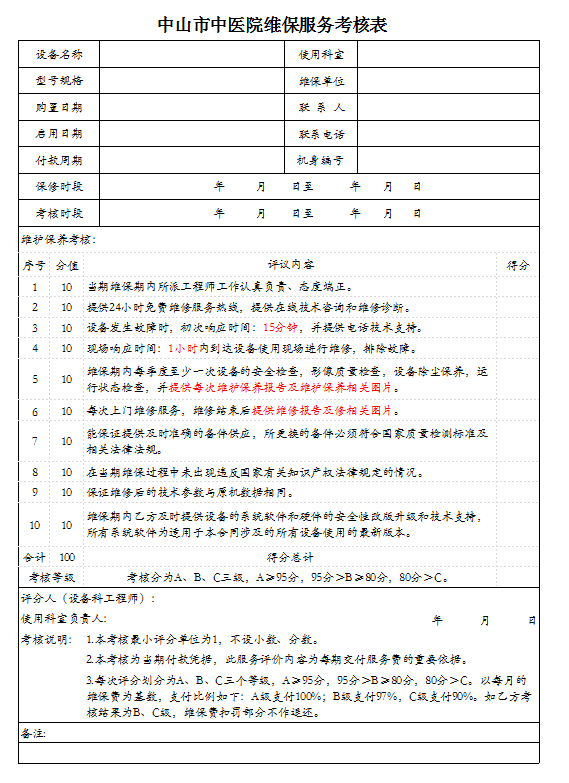 中山市中医院维保服务考核表
设备名称 使用科室
型号规格 维保单位
购置日期 联 系 人
启用日期 联系电话
付款周期 机身编号
保修时段 年 月 日至 年 月 日
考核时段 年 月 日至 年 月 日
维护保养考核：
序号 分值 评议内容 得分
1 10 当期维保期内所派工程师工作认真负责、态度端正。
2 10 提供24小时免费维修服务热线，提供在线技术咨询和维修诊断。
3 10 设备发生故障时，初次响应时间：15分钟，并提供电话技术支持。
4 10 现场响应时间：1小时内到达设备使用现场进行维修，排除故障。
5 10 维保期内每季度至少一次设备的安全检查，影像质量检查，设备除尘保养，运
行状态检查，并提供每次维护保养报告及维护保养相关图片。
6 10 每次上门维修服务，维修结束后提供维修报告及修相关图片。
7 10 能保证提供及时准确的备件供应，所更换的备件必须符合国家质量检测标准及
相关法律法规。
8 10 在当期维保过程中未出现违反国家有关知识产权法律规定的情况。
9 10 保证维修后的技术参数与原机数据相同。
10 10 维保期内乙方及时提供设备的系统软件和硬件的安全性改版升级和技术支持，
所有系统软件为适用于本合同涉及的所有设备使用的最新版本。
合计 100 得分总计
考核等级 考核分为A、B、C三级，A≥95分，95分>B≥80分，80分>C。
评分人（设备科工程师）：
使用科室负责人： 年 月 日
考核说明： 1.本考核最小评分单位为1，不设小数、分数。
2.本考核为当期付款凭据，此服务评价内容为每期交付服务费的重要依据。
3.每次评分划分为A、B、C三个等级，A≥95分，95分>B≥80分，80分>C。以每月的
维保费为基数，支付比例如下：A级支付100%；B级支付97%，C级支付90%。如乙方考
核结果为B、C级，维保费扣罚部分不作退还。
备注：